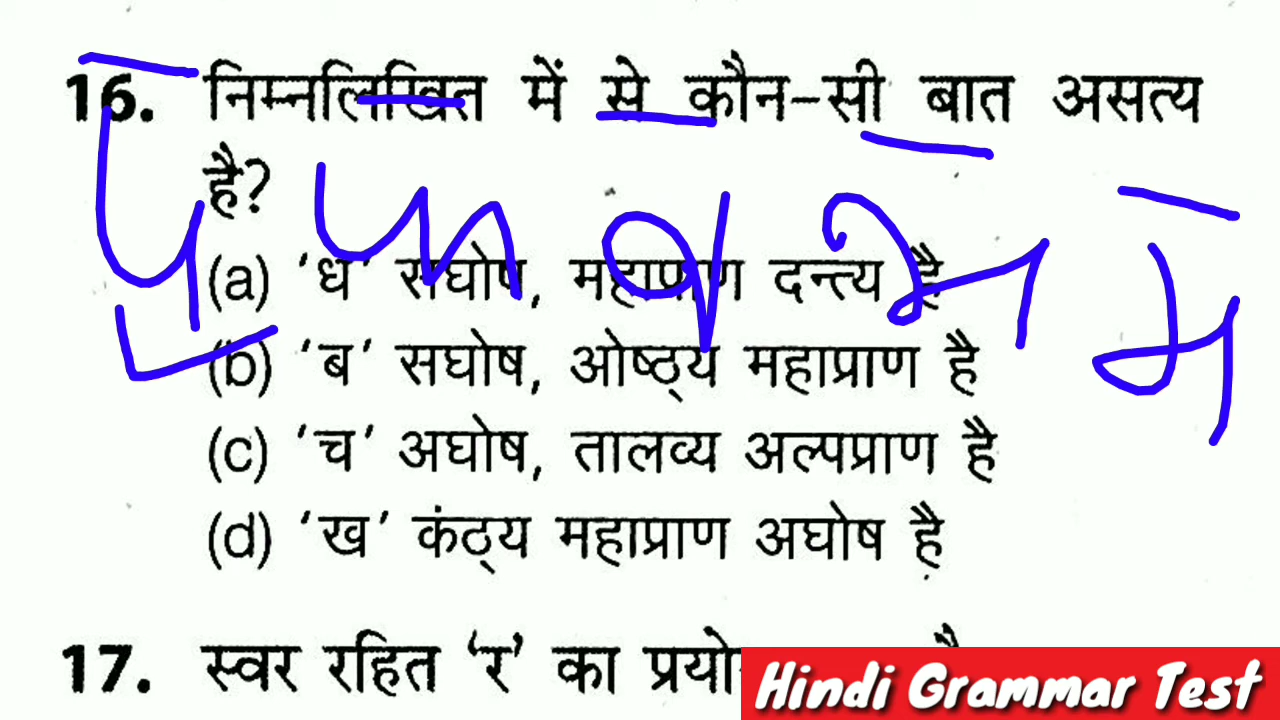 16. निम्नलिखित में से कौन-सी बात असत्य
है?
प फ ब भ म
(a) ‘ध’ सघोष, महाप्राण दन्त्य है
(b) ‘ब’ सघोष, ओष्ठ्य महाप्राण है
(c) ‘च’ अघोष, तालव्य अल्पप्राण है
(d) ‘ख’ कंठ्य महाप्राण अघोष है
17. स्वर रहित ‘र’ का
Hindi Grammar Test